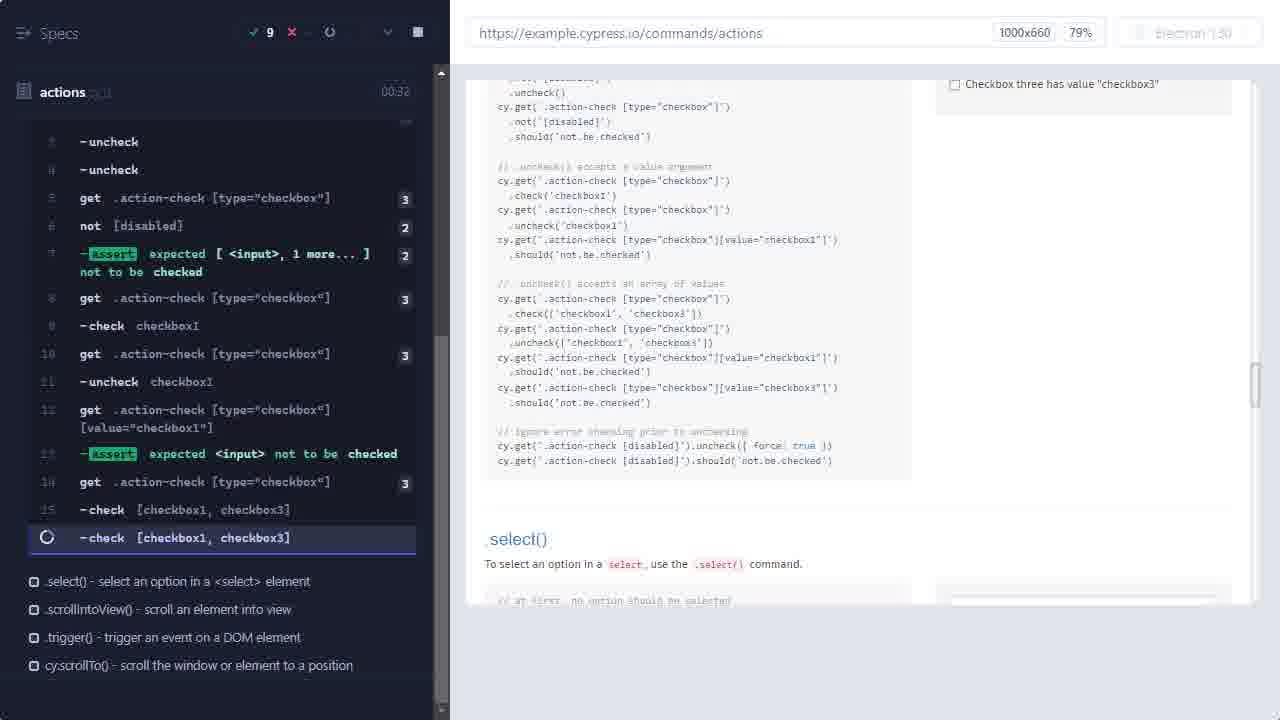 Specs
9
https://example.cypress.io/commands/actions
1000x660
79%
Electron 130
actions
00:32
-uncheck
4 -uncheck
5 get .action-check [type="checkbox"] 3
6 not [disabled] 2
7 -assert expected [ <input>, 1 more... ] 2
not to be checked
8 get .action-check [type="checkbox"] 3
9 -check checkbox1
10 get .action-check [type="checkbox"] 3
11 -uncheck checkbox1
12 get .action-check [type="checkbox"]
[value="checkbox1"]
13 -assert expected <input> not to be checked
14 get .action-check [type="checkbox"] 3
15 -check [checkbox1, checkbox3]
-check [checkbox1, checkbox3]
.select() - select an option in a <select> element
.scrollIntoView() - scroll an element into view
.trigger() - trigger an event on a DOM element
cy.scrollTo() - scroll the window or element to a position
.uncheck()
cy.get('.action-check [type="checkbox"]')
.not('[disabled]')
.should('not.be.checked')
// .uncheck() accepts a value argument
cy.get('.action-check [type="checkbox"]')
.check('checkbox1')
cy.get('.action-check [type="checkbox"]')
.uncheck('checkbox1')
cy.get('.action-check [type="checkbox"][value="checkbox1"]')
.should('not.be.checked')
// .uncheck() accepts an array of values
cy.get('.action-check [type="checkbox"]')
.check(['checkbox1', 'checkbox3'])
cy.get('.action-check [type="checkbox"]')
.uncheck(['checkbox1', 'checkbox3'])
cy.get('.action-check [type="checkbox"][value="checkbox1"]')
.should('not.be.checked')
cy.get('.action-check [type="checkbox"][value="checkbox3"]')
.should('not.be.checked')
// Ignore error checking prior to unchecking
cy.get('.action-check [disabled]').uncheck({ force: true })
cy.get('.action-check [disabled]').should('not.be.checked')
Checkbox three has value "checkbox3"
.select()
To select an option in a select, use the .select() command.
// at first, no option should be selected